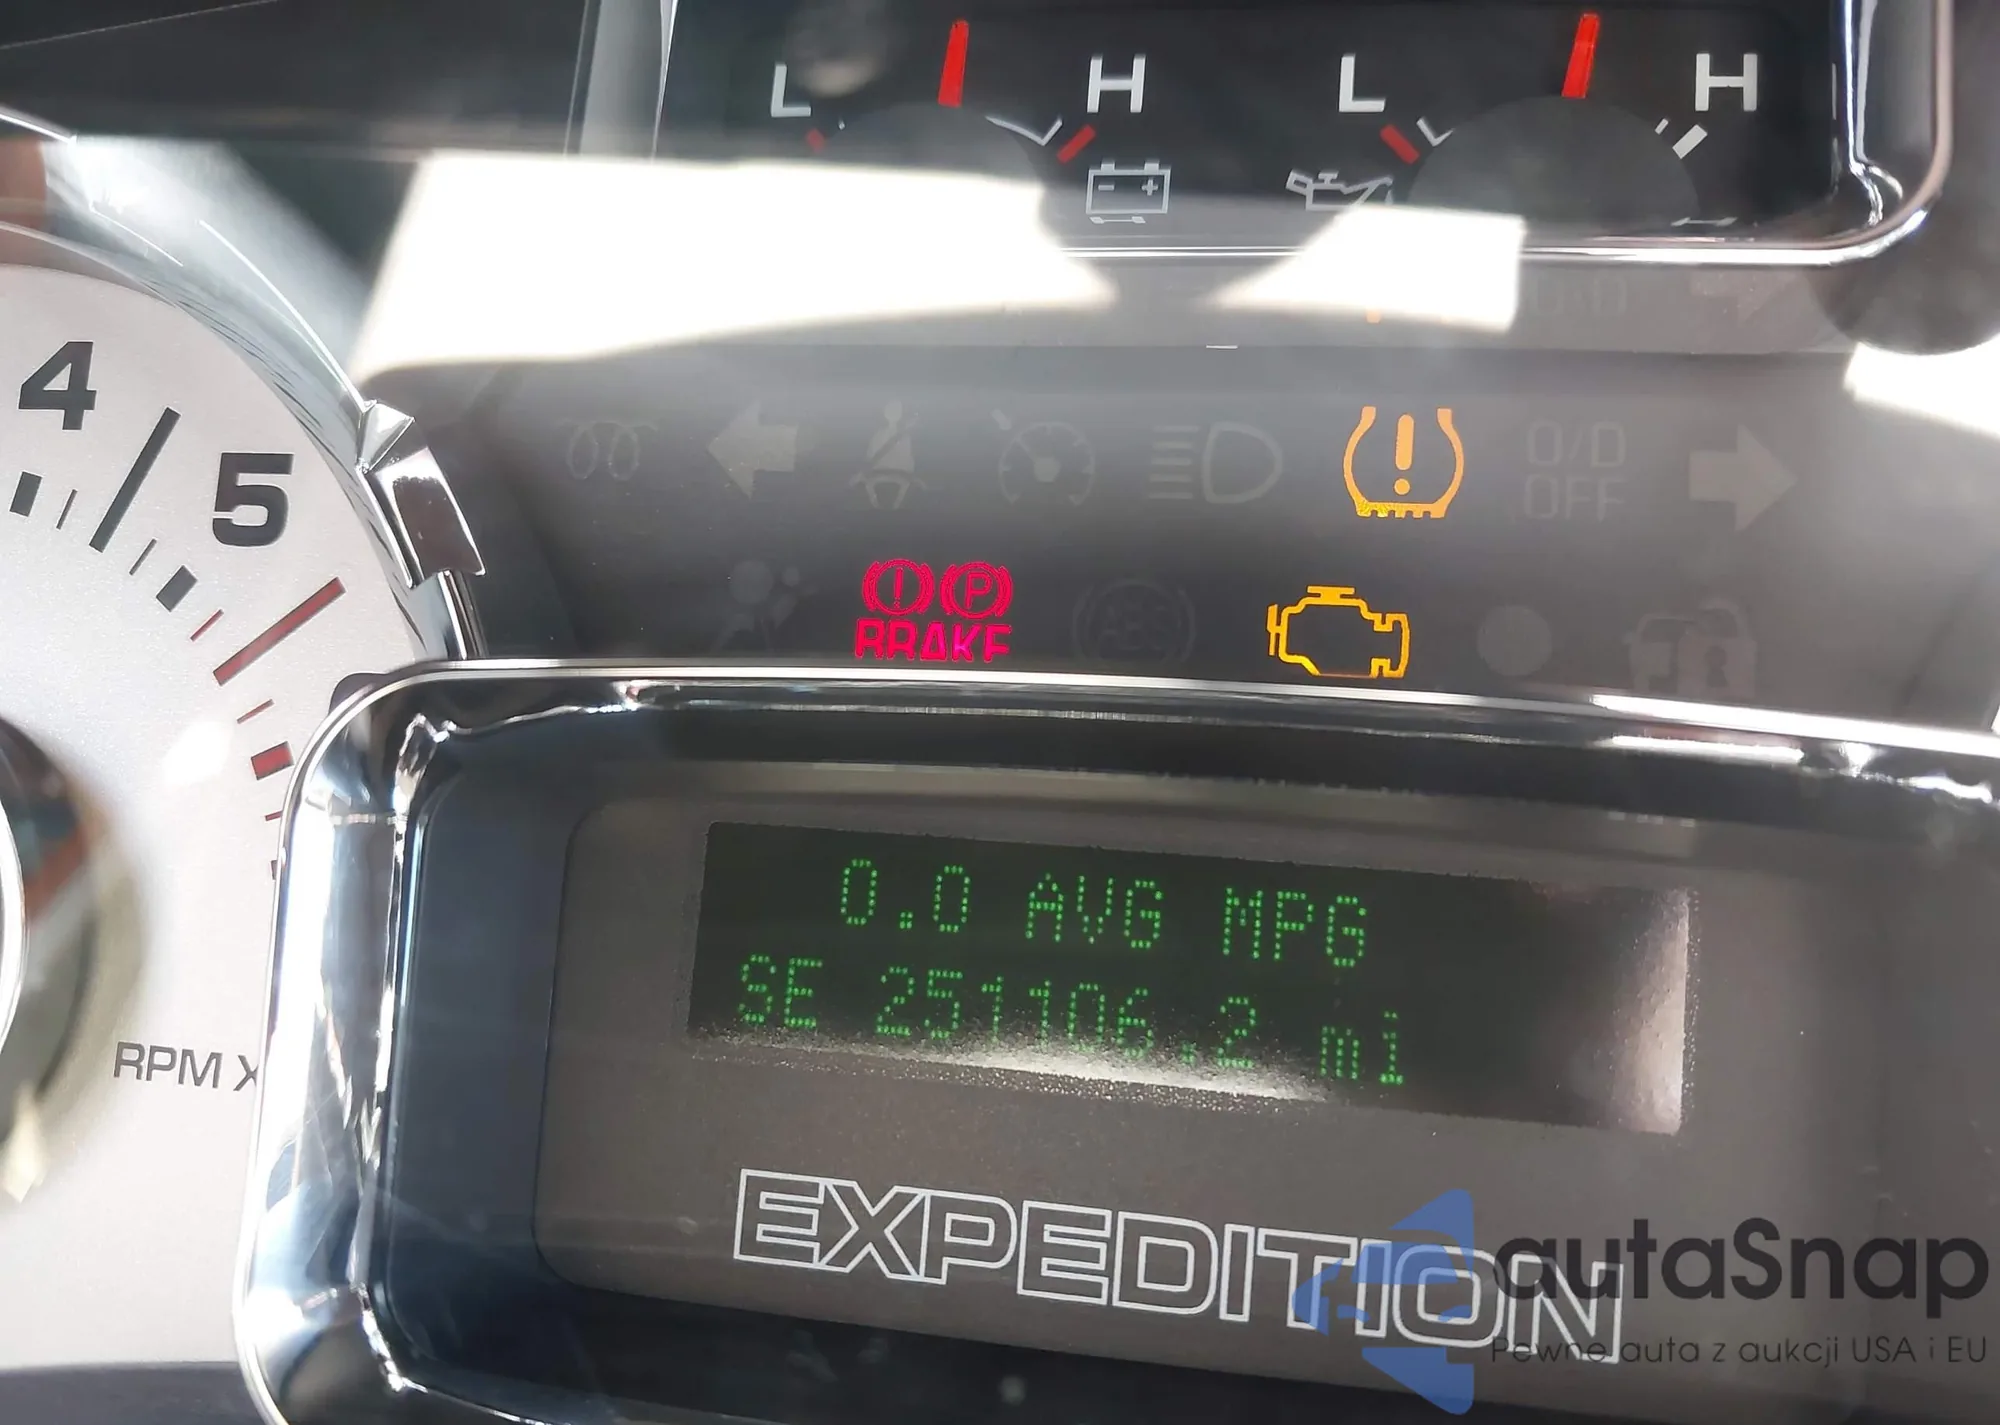 L H L H
4
5
O/D
OFF
BRAKE
RPM X
0.0 AVG MPG
SE 251106.2 mi
EXPEDITION
autaSnap
Pewne auta z aukcji USA i EU